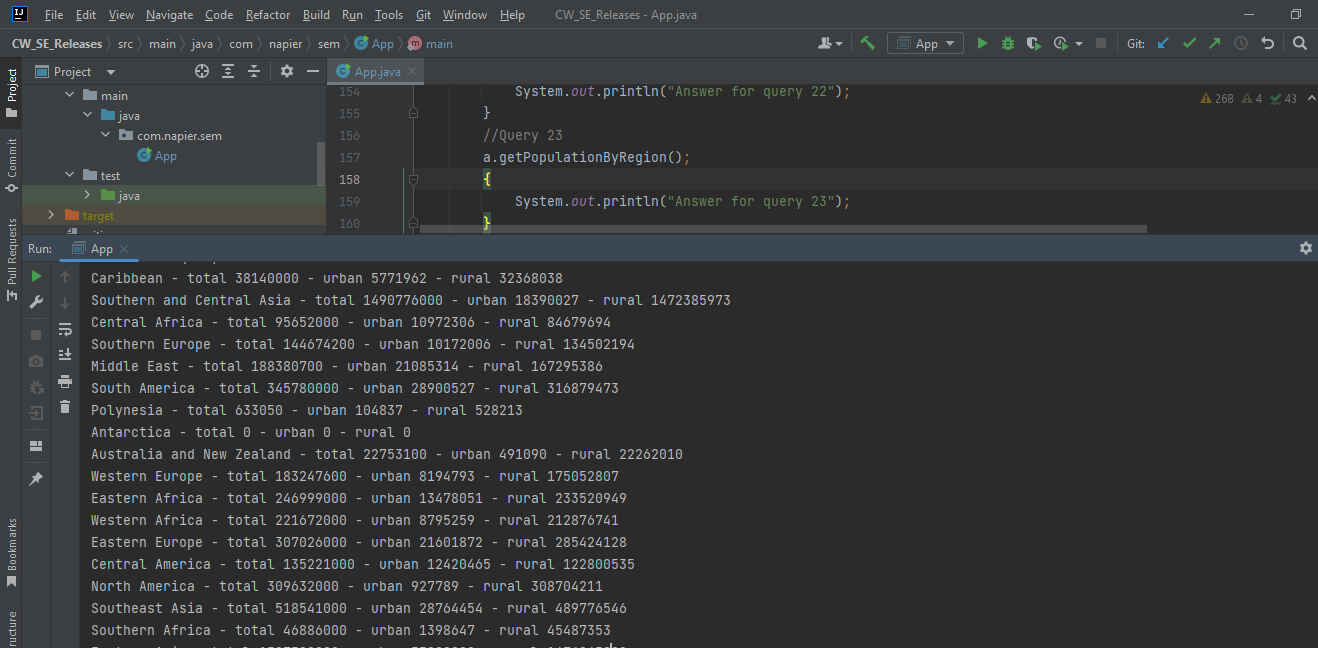 File Edit View Navigate Code Refactor Build Run Tools Git Window Help CW_SE_Releases - App.java
CW_SE_Releases src main java com napier sem App main App Git:
Project
Commit
Pull Requests
Bookmarks
Project
main
java
com.napier.sem
App
test
java
target
App.java
268 4 43
154 System.out.println("Answer for query 22");
155 }
156 //Query 23
157 a.getPopulationByRegion();
158 {
159 System.out.println("Answer for query 23");
160 }
Run: App
Caribbean - total 38140000 - urban 5771962 - rural 32368038
Southern and Central Asia - total 1490776000 - urban 18390027 - rural 1472385973
Central Africa - total 95652000 - urban 10972306 - rural 84679694
Southern Europe - total 144674200 - urban 10172006 - rural 134502194
Middle East - total 188380700 - urban 21085314 - rural 167295386
South America - total 345780000 - urban 28900527 - rural 316879473
Polynesia - total 633050 - urban 104837 - rural 528213
Antarctica - total 0 - urban 0 - rural 0
Australia and New Zealand - total 22753100 - urban 491090 - rural 22262010
Western Europe - total 183247600 - urban 8194793 - rural 175052807
Eastern Africa - total 246999000 - urban 13478051 - rural 233520949
Western Africa - total 221672000 - urban 8795259 - rural 212876741
Eastern Europe - total 307026000 - urban 21601872 - rural 285424128
Central America - total 135221000 - urban 12420465 - rural 122800535
North America - total 309632000 - urban 927789 - rural 308704211
Southeast Asia - total 518541000 - urban 28764454 - rural 489776546
Southern Africa - total 46886000 - urban 1398647 - rural 45487353